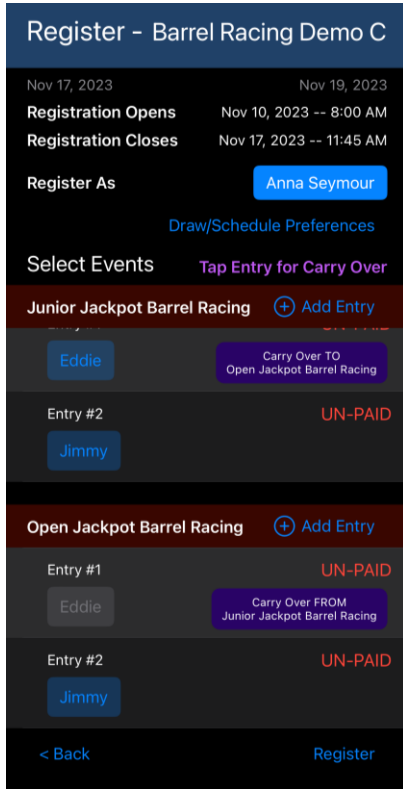 Register - Barrel Racing Demo C
Nov 17, 2023 Nov 19, 2023
Registration Opens Nov 10, 2023 -- 8:00 AM
Registration Closes Nov 17, 2023 -- 11:45 AM
Register As Anna Seymour
Draw/Schedule Preferences
Select Events Tap Entry for Carry Over
Junior Jackpot Barrel Racing Add Entry
UN-PAID
Eddie
Carry Over TO
Open Jackpot Barrel Racing
Entry #2 UN-PAID
Jimmy
Open Jackpot Barrel Racing Add Entry
Entry #1 UN-PAID
Eddie
Carry Over FROM
Junior Jackpot Barrel Racing
Entry #2 UN-PAID
Jimmy
< Back Register